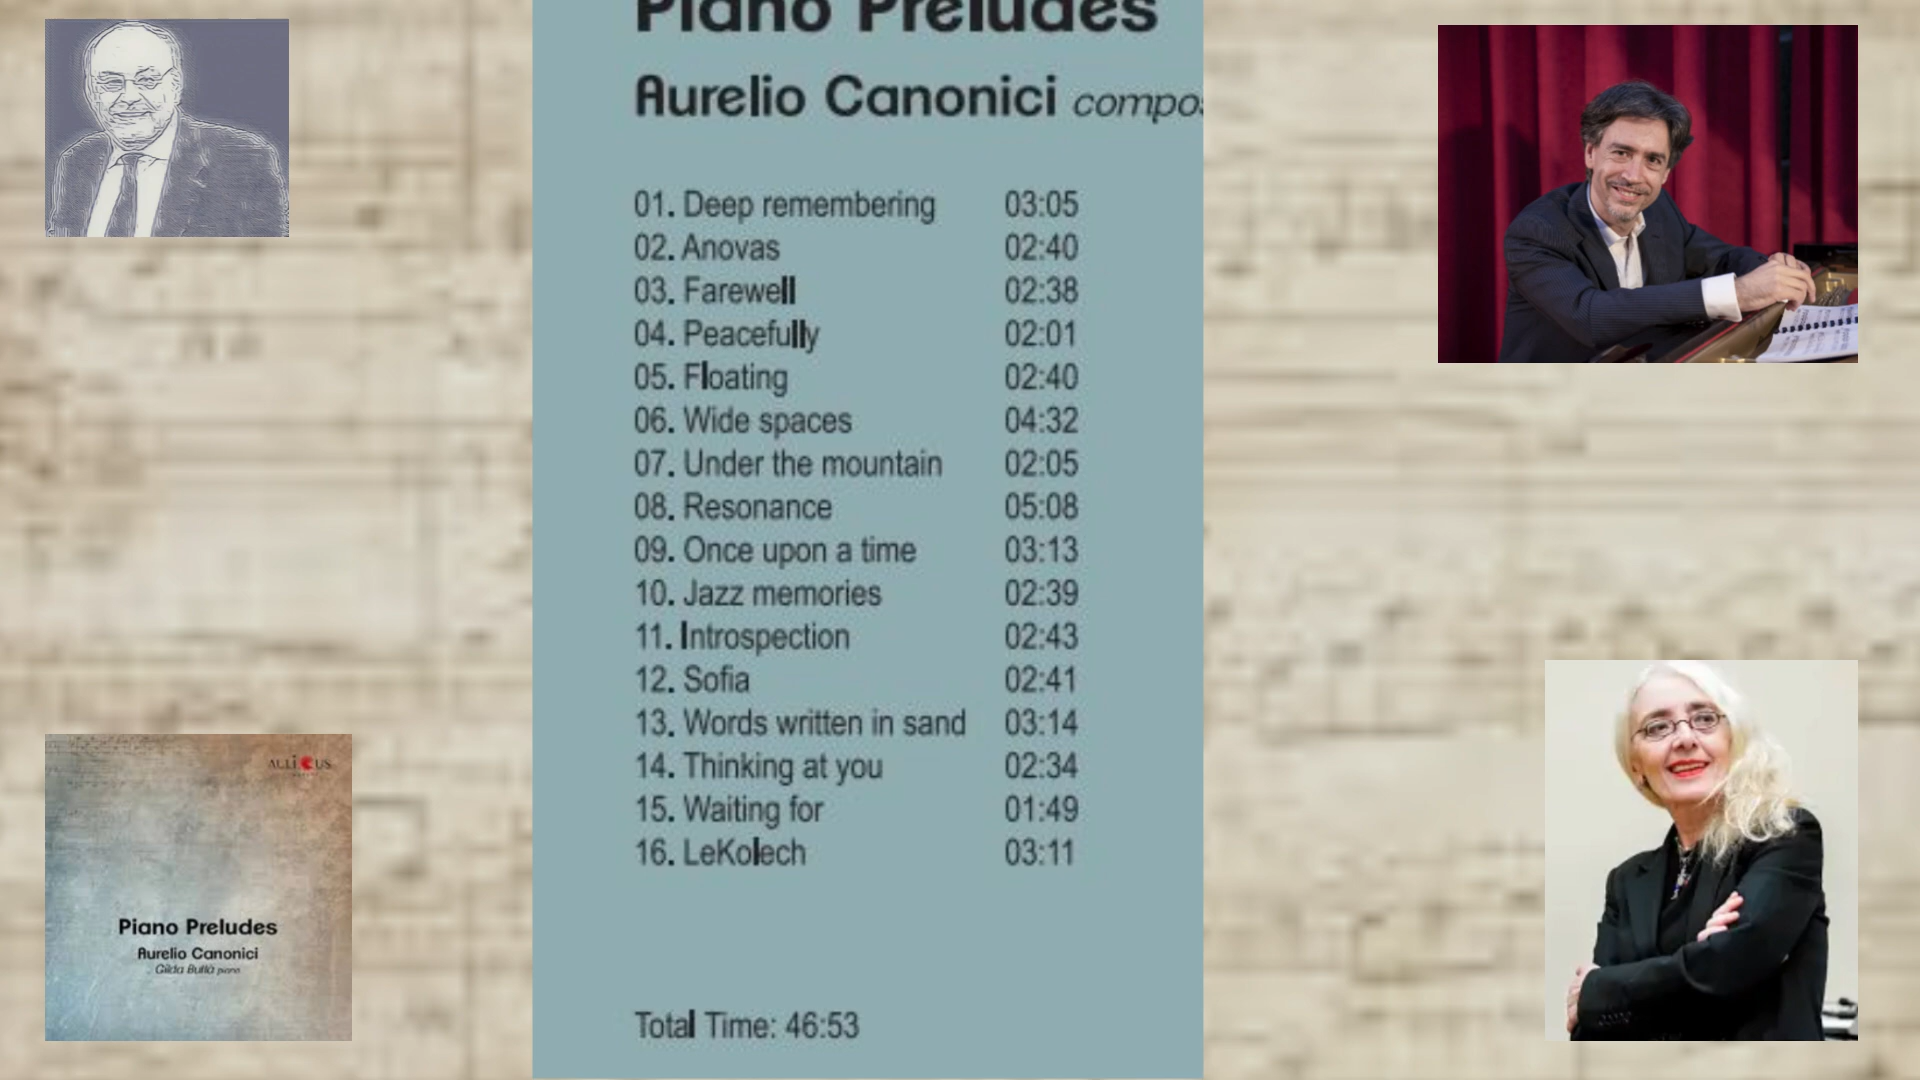 Piano Preludes
Aurelio Canonici compos
01. Deep remembering 03:05
02. Anovas 02:40
03. Farewell 02:38
04. Peacefully 02:01
05. Floating 02:40
06. Wide spaces 04:32
07. Under the mountain 02:05
08. Resonance 05:08
09. Once upon a time 03:13
10. Jazz memories 02:39
11. Introspection 02:43
12. Sofia 02:41
13. Words written in sand 03:14
14. Thinking at you 02:34
15. Waiting for 01:49
16. LeKolech 03:11
Total Time: 46:53
Piano Preludes
Aurelio Canonici
Gilda Buttà piano